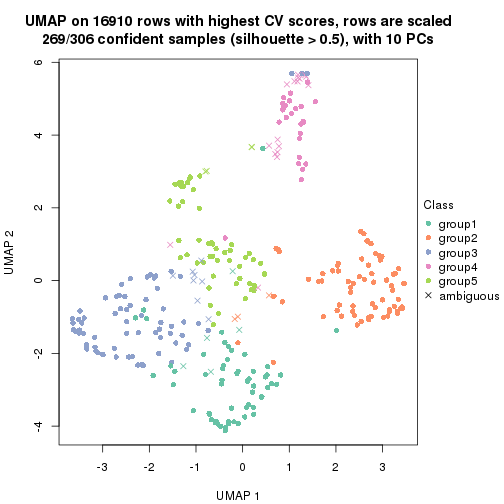 UMAP on 16910 rows with highest CV scores, rows are scaled
269/306 confident samples (silhouette > 0.5), with 10 PCs
6
4
2
0
-2
-4
UMAP 2
-3 -2 -1 0 1 2 3
UMAP 1
Class
group1
group2
group3
group4
group5
ambiguous